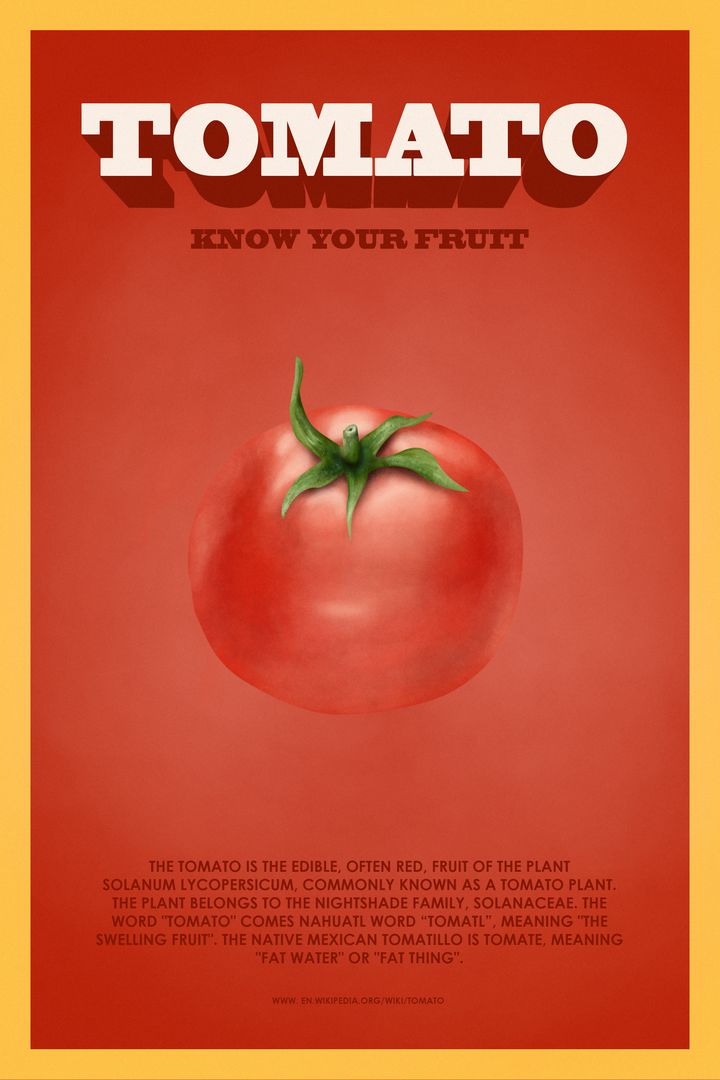 TOMATO
KNOW YOUR FRUIT
THE TOMATO IS THE EDIBLE, OFTEN RED, FRUIT OF THE PLANT
SOLANUM LYCOPERSICUM, COMMONLY KNOWN AS A TOMATO PLANT.
THE PLANT BELONGS TO THE NIGHTSHADE FAMILY, SOLANACEAE. THE
WORD "TOMATO" COMES NAHUATL WORD “TOMATL”, MEANING "THE
SWELLING FRUIT". THE NATIVE MEXICAN TOMATILLO IS TOMATE, MEANING
"FAT WATER" OR "FAT THING".
WWW. EN.WIKIPEDIA.ORG/WIKI/TOMATO